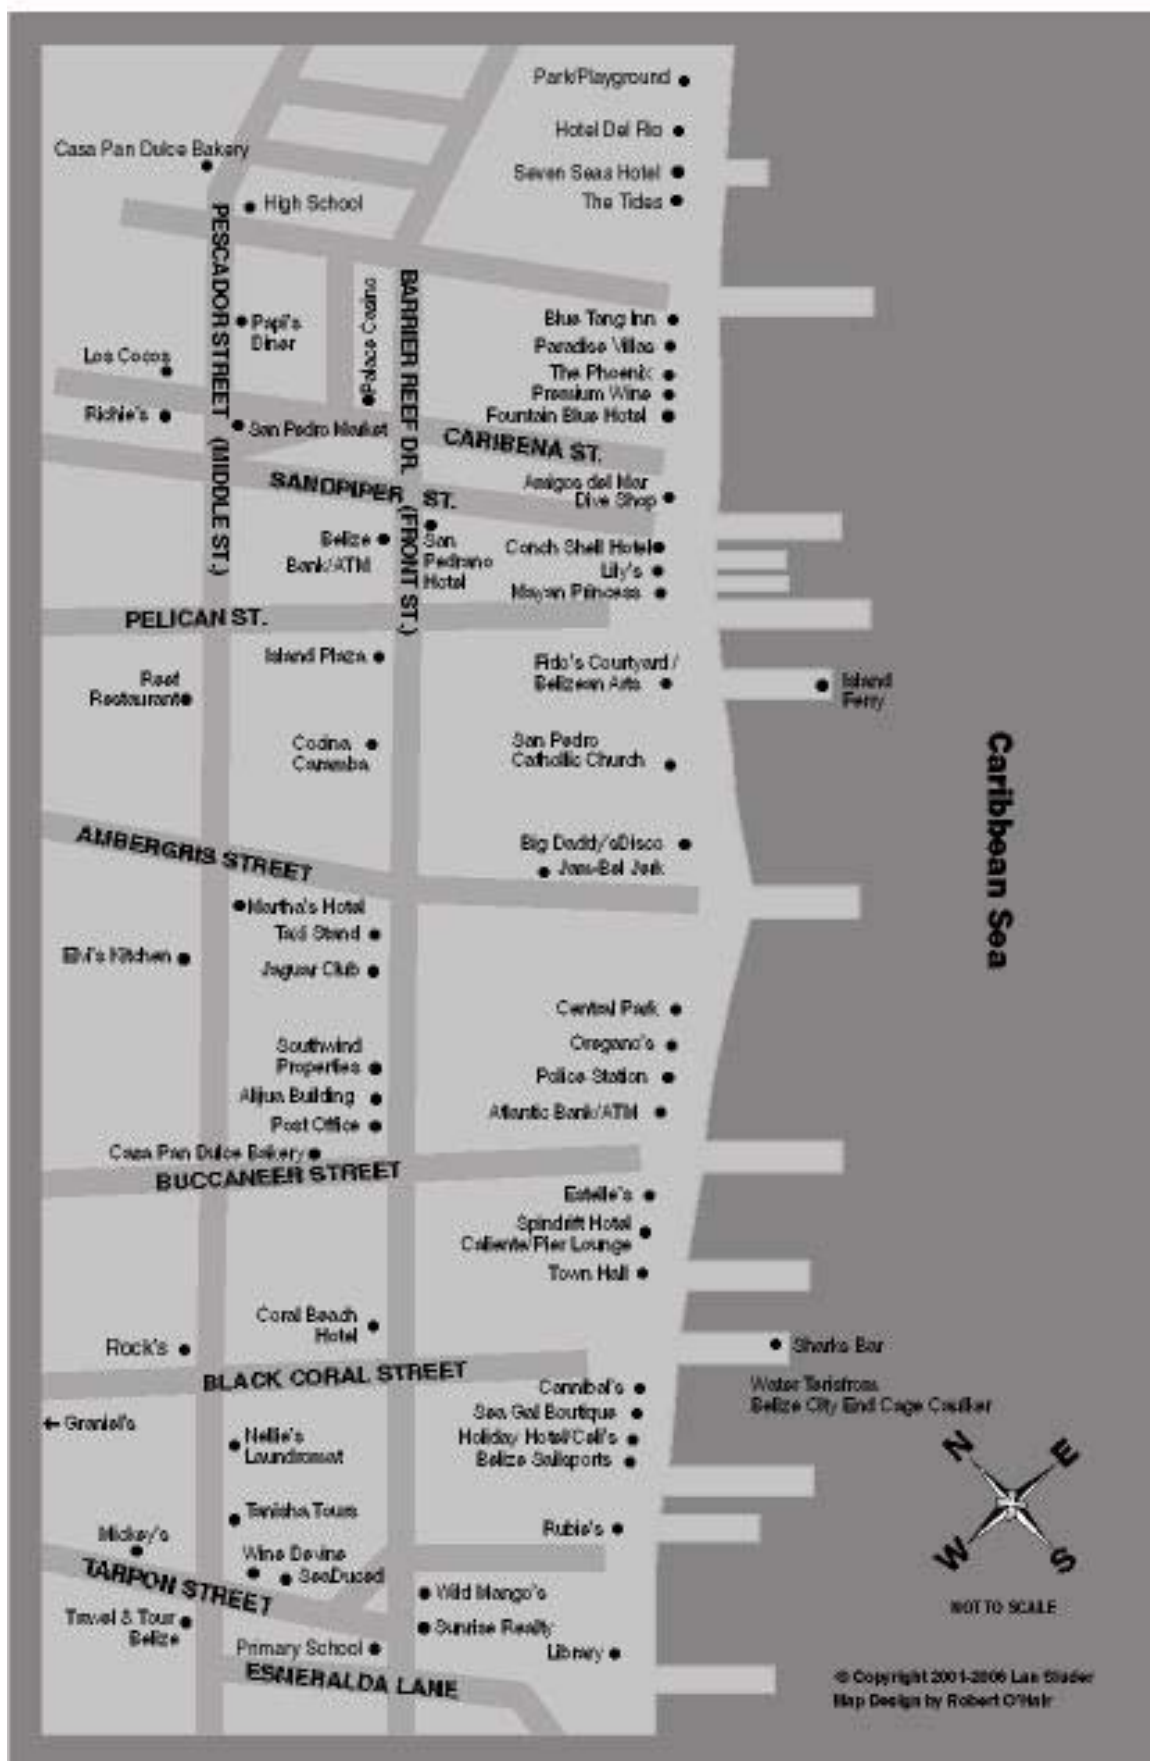 Park/Playground
Hotel Del Rio
Casa Pan Dulce Bakery
Seven Seas Hotel
The Tides
High School
PESCADOR STREET (MIDDLE ST.)
BARRIER REEF DR. (FRONT ST.)
Palace Casino
Papi's
Diner
Blue Tang Inn
Paradise Villas
Los Cocos
The Phoenix
Premium Wine
Richie's
Fountain Blue Hotel
San Pedro Market
CARIBENA ST.
SANDPIPER ST.
Amigos del Mar
Dive Shop
Belize
Bank/ATM
San
Pedrano
Hotel
Conch Shell Hotel
Lily's
Mayan Princess
PELICAN ST.
Island Plaza
Fido's Courtyard /
Belizean Arts
Island
Ferry
Reef
Restaurant
Cocina
Caramba
San Pedro
Catholic Church
Caribbean Sea
AMBERGRIS STREET
Big Daddy'sDisco
Jam-Bel Jerk
Martha's Hotel
Taxi Stand
Elvi's Kitchen
Jaguar Club
Central Park
Southwind
Properties
Oregano's
Police Station
Alijua Building
Atlantic Bank/ATM
Post Office
Casa Pan Dulce Bakery
BUCCANEER STREET
Estelle's
Spindrift Hotel
Caliente/Pier Lounge
Town Hall
Coral Beach
Hotel
Rock's
Sharks Bar
BLACK CORAL STREET
Cannibal's
Water
Belize City End Cage Caulker
← Graniel's
Sea Gal Boutique
Nellie's
Laundromat
Holiday Hotel/Celi's
Belize Sailsports
N
E
W
S
Tanisha Tours
Mickey's
Rubie's
Wine Devine
SeaDuced
TARPON STREET
Wild Mango's
NOT TO SCALE
Travel & Tour
Belize
Sunrise Realty
Primary School
Library
ESMERALDA LANE
© Copyright 2001-2006 Lan Sluder
Map Design by Robert O'Hair